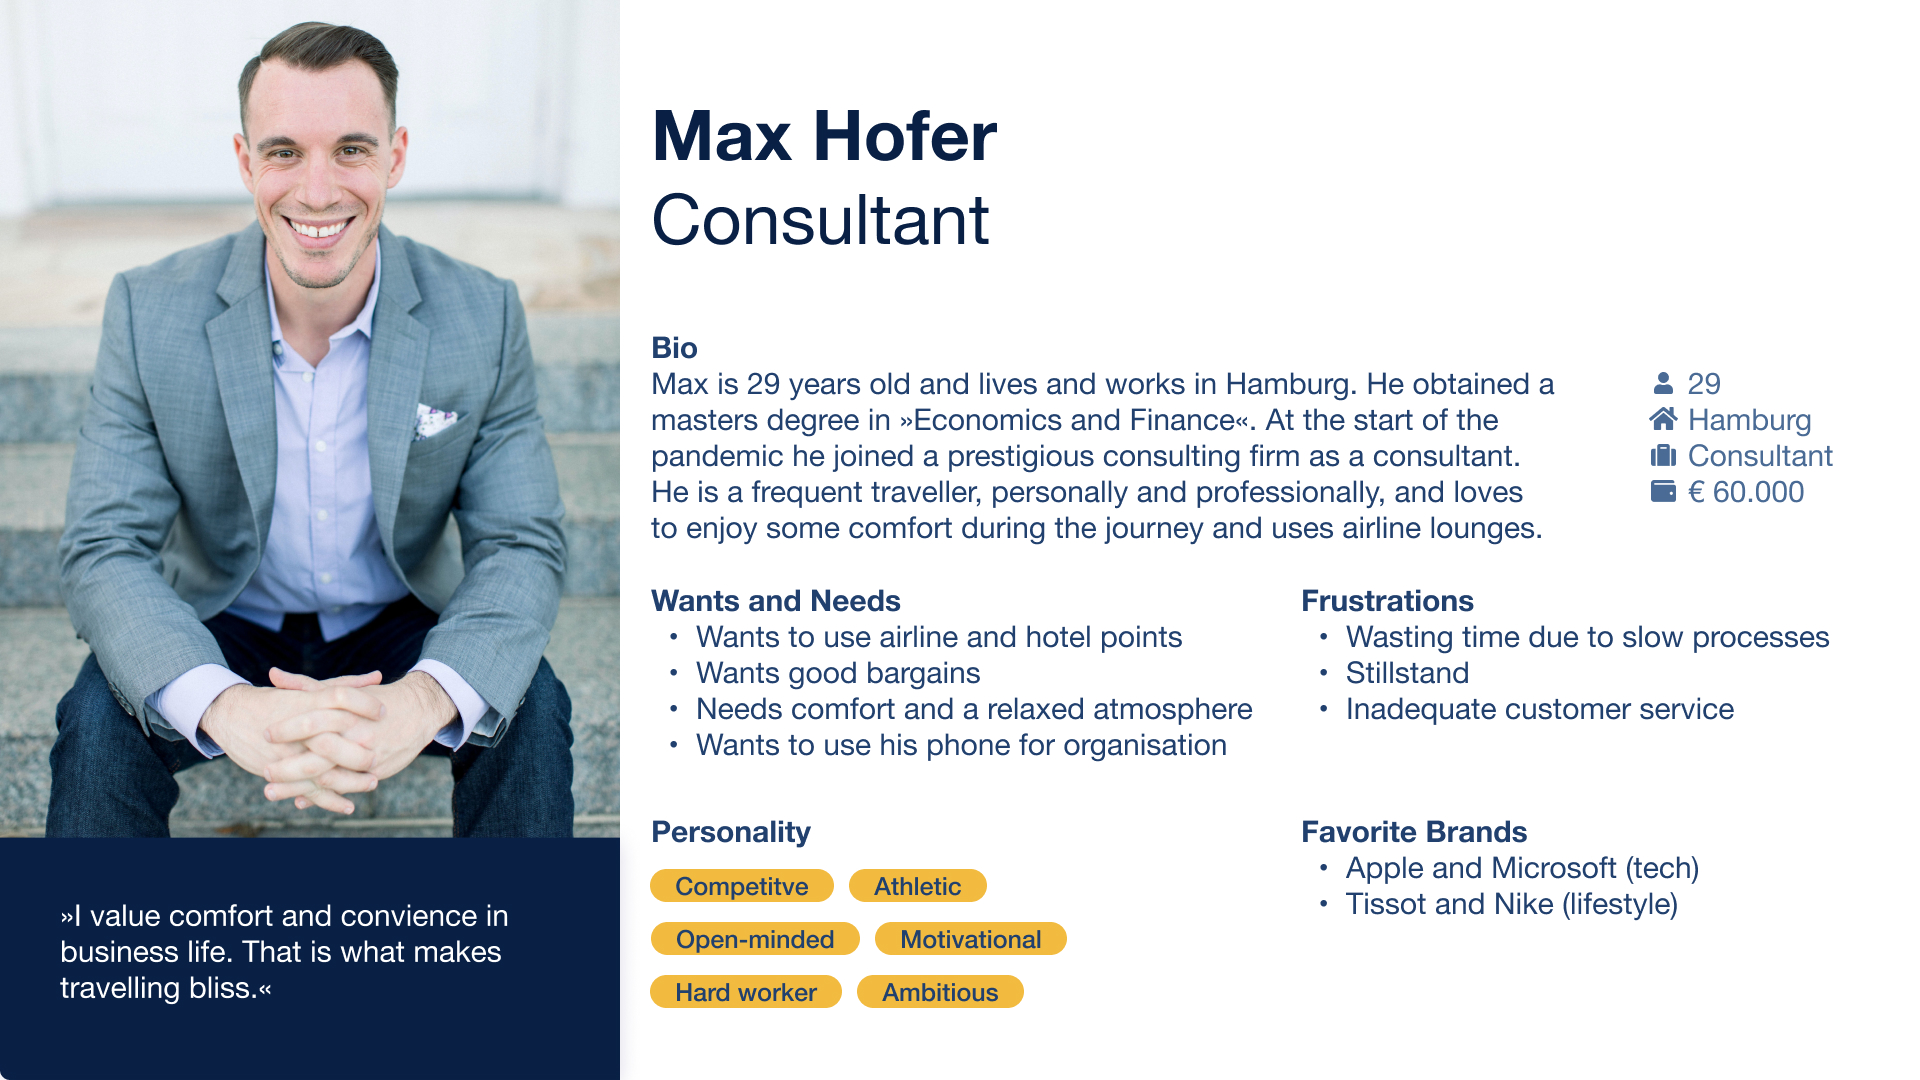 Max Hofer
Consultant
Bio
Max is 29 years old and lives and works in Hamburg. He obtained a
masters degree in »Economics and Finance«. At the start of the
pandemic he joined a prestigious consulting firm as a consultant.
He is a frequent traveller, personally and professionally, and loves
to enjoy some comfort during the journey and uses airline lounges.
29
Hamburg
Consultant
€ 60.000
Wants and Needs
• Wants to use airline and hotel points
• Wants good bargains
• Needs comfort and a relaxed atmosphere
• Wants to use his phone for organisation
Frustrations
• Wasting time due to slow processes
• Stillstand
• Inadequate customer service
Personality
Competitve
Athletic
Open-minded
Motivational
Hard worker
Ambitious
Favorite Brands
• Apple and Microsoft (tech)
• Tissot and Nike (lifestyle)
»I value comfort and convience in
business life. That is what makes
travelling bliss.«